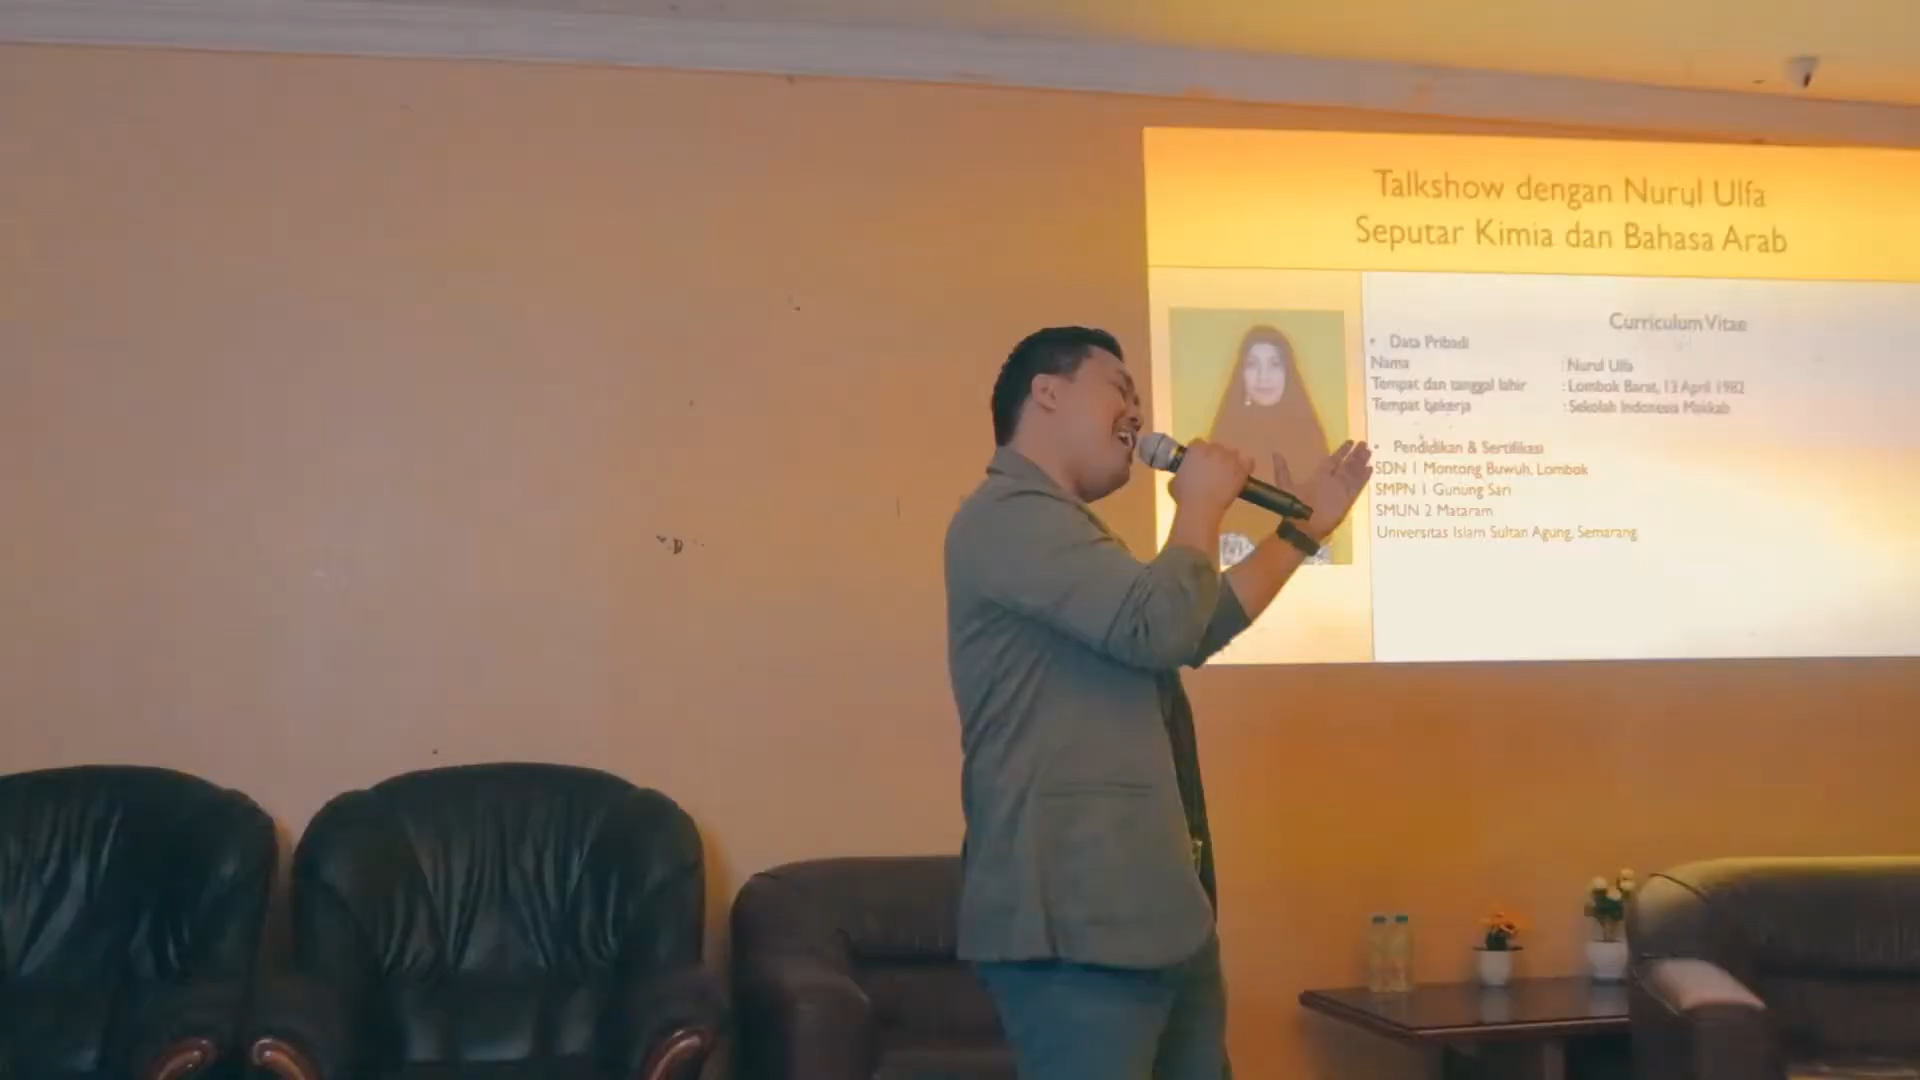 Talkshow dengan Nurul Ulfa
Seputar Kimia dan Bahasa Arab
Curriculum Vitae
• Data Pribadi
Nama : Nurul Ulfa
Tempat dan tanggal lahir : Lombok Barat, 13 April 1982
Tempat bekerja : Sekolah Indonesia Makkah
• Pendidikan & Sertifikasi
SDN 1 Montong Buwuh, Lombok
SMPN 1 Gunung Sari
SMUN 2 Mataram
Universitas Islam Sultan Agung, Semarang